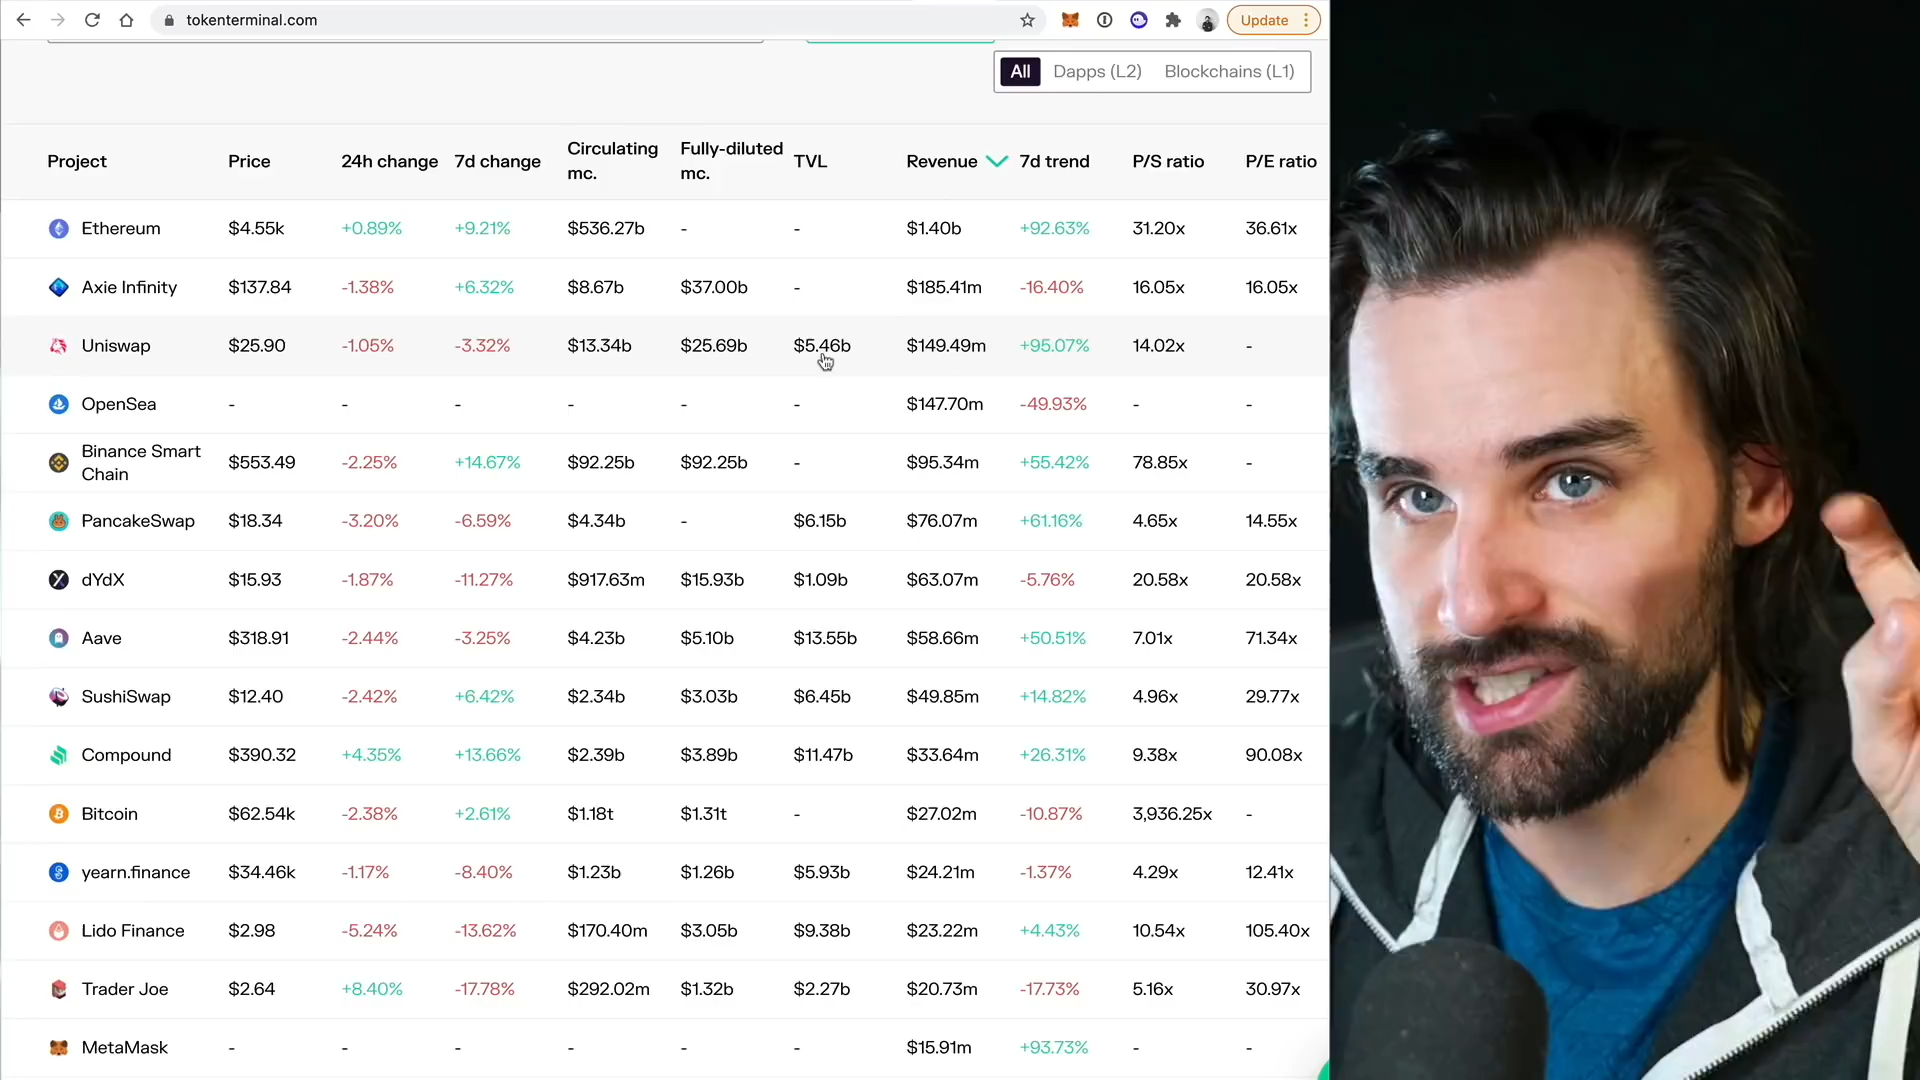 tokenterminal.com
Update
All Dapps (L2) Blockchains (L1)
Project Price 24h change 7d change Circulating mc. Fully-diluted mc. TVL Revenue 7d trend P/S ratio P/E ratio
Ethereum $4.55k +0.89% +9.21% $536.27b - - $1.40b +92.63% 31.20x 36.61x
Axie Infinity $137.84 -1.38% +6.32% $8.67b $37.00b - $185.41m -16.40% 16.05x 16.05x
Uniswap $25.90 -1.05% -3.32% $13.34b $25.69b $5.46b $149.49m +95.07% 14.02x -
OpenSea - - - - - - $147.70m -49.93% - -
Binance Smart Chain $553.49 -2.25% +14.67% $92.25b $92.25b - $95.34m +55.42% 78.85x -
PancakeSwap $18.34 -3.20% -6.59% $4.34b - $6.15b $76.07m +61.16% 4.65x 14.55x
dYdX $15.93 -1.87% -11.27% $917.63m $15.93b $1.09b $63.07m -5.76% 20.58x 20.58x
Aave $318.91 -2.44% -3.25% $4.23b $5.10b $13.55b $58.66m +50.51% 7.01x 71.34x
SushiSwap $12.40 -2.42% +6.42% $2.34b $3.03b $6.45b $49.85m +14.82% 4.96x 29.77x
Compound $390.32 +4.35% +13.66% $2.39b $3.89b $11.47b $33.64m +26.31% 9.38x 90.08x
Bitcoin $62.54k -2.38% +2.61% $1.18t $1.31t - $27.02m -10.87% 3,936.25x -
yearn.finance $34.46k -1.17% -8.40% $1.23b $1.26b $5.93b $24.21m -1.37% 4.29x 12.41x
Lido Finance $2.98 -5.24% -13.62% $170.40m $3.05b $9.38b $23.22m +4.43% 10.54x 105.40x
Trader Joe $2.64 +8.40% -17.78% $292.02m $1.32b $2.27b $20.73m -17.73% 5.16x 30.97x
MetaMask - - - - - - $15.91m +93.73% - -